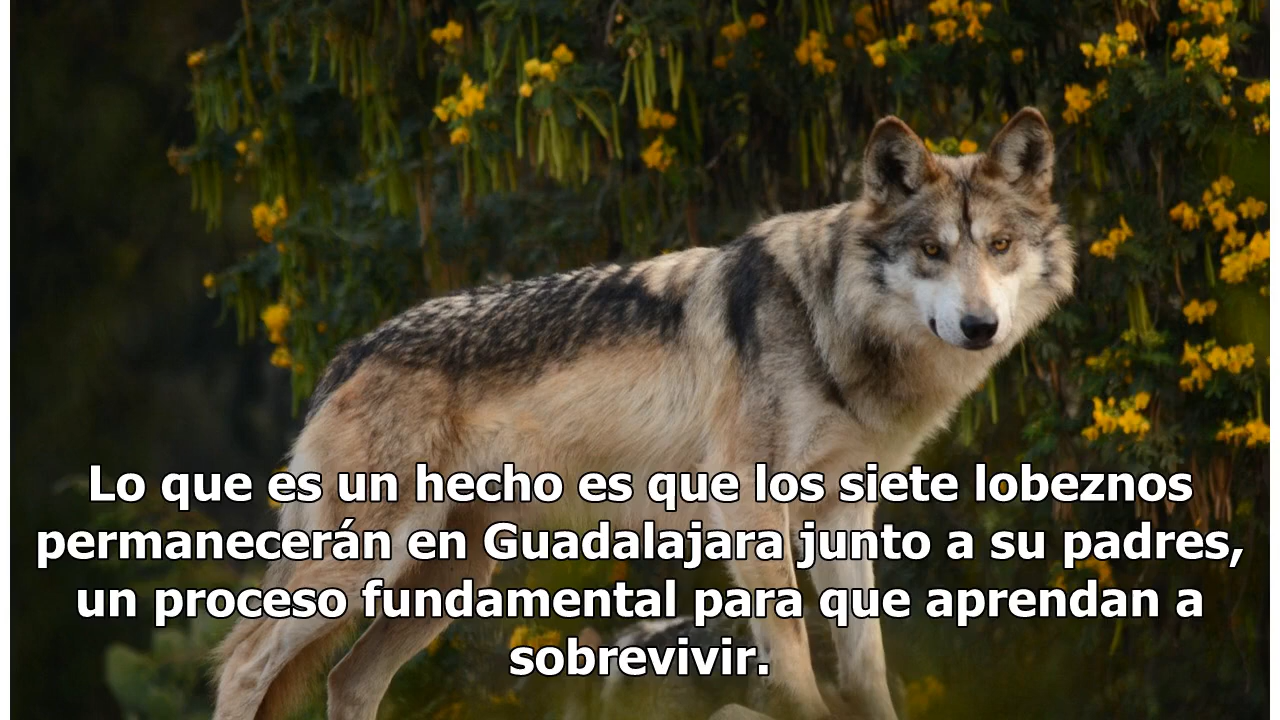 Lo que es un hecho es que los siete lobeznos
permanecerán en Guadalajara junto a su padres,
un proceso fundamental para que aprendan a
sobrevivir.